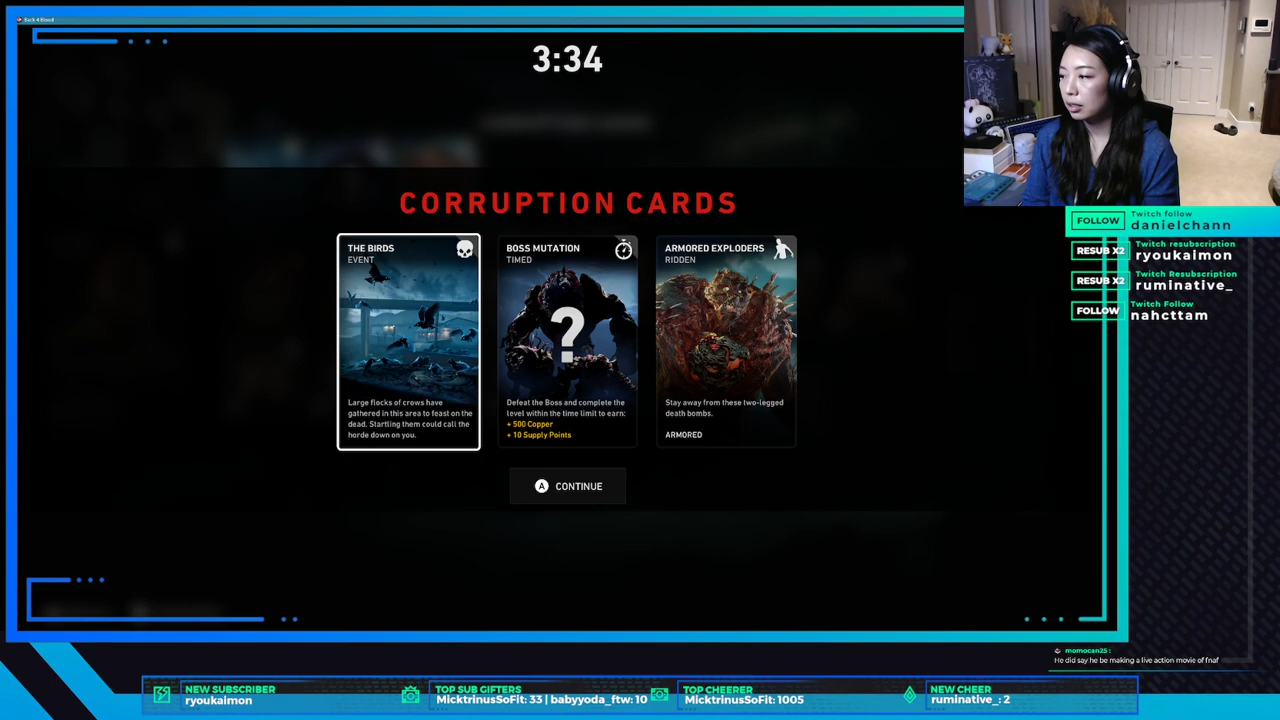 Back 4 Blood
3:34
CORRUPTION CARDS
THE BIRDS
EVENT
Large flocks of crows have
gathered in this area to feast on the
dead. Startling them could call the
horde down on you.
BOSS MUTATION
TIMED
?
Defeat the Boss and complete the
level within the time limit to earn:
+ 500 Copper
+ 10 Supply Points
ARMORED EXPLODERS
RIDDEN
Stay away from these two-legged
death bombs.
ARMORED
A CONTINUE
FOLLOW
Twitch follow
danielchann
RESUB X2
Twitch resubscription
ryoukaimon
RESUB X2
Twitch Resubscription
ruminative_
FOLLOW
Twitch Follow
nahcttam
momocan25 :
He did say he be making a live action movie of fnaf
NEW SUBSCRIBER
ryoukaimon
TOP SUB GIFTERS
MicktrinusSoFit: 33 | babyyoda_ftw: 10
TOP CHEERER
MicktrinusSoFit: 1005
NEW CHEER
ruminative_: 2